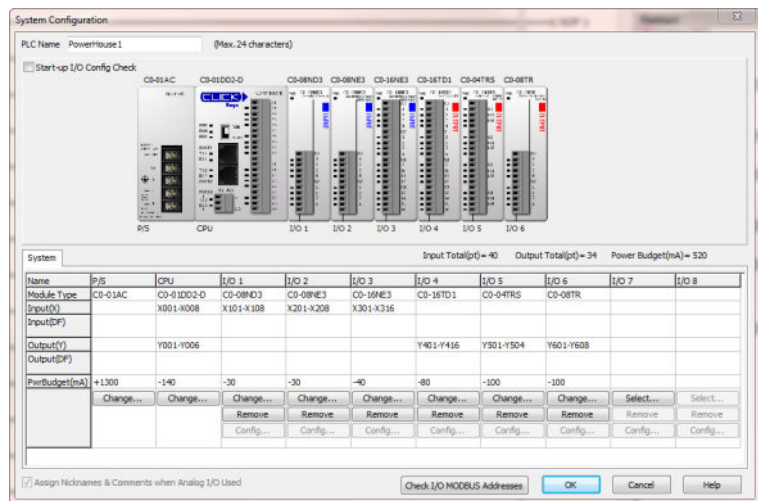 System Configuration
PLC Name PowerHouse1 (Max. 24 characters)
Start-up I/O Config Check
C0-01AC C0-01DD2-D C0-08ND3 C0-08NE3 C0-16NE3 C0-16TD1 C0-04TRS C0-08TR
CLICK
P/S CPU I/O 1 I/O 2 I/O 3 I/O 4 I/O 5 I/O 6
System Input Total(pt)= 40 Output Total(pt)= 34 Power Budget(mA)= 520
Name P/S CPU I/O 1 I/O 2 I/O 3 I/O 4 I/O 5 I/O 6 I/O 7 I/O 8
Module Type C0-01AC C0-01DD2-D C0-08ND3 C0-08NE3 C0-16NE3 C0-16TD1 C0-04TRS C0-08TR
Input(X) X001-X008 X101-X108 X201-X208 X301-X316
Input(DF)
Output(Y) Y001-Y006 Y401-Y416 Y501-Y504 Y601-Y608
Output(DF)
PwrBudget(mA) +1300 -140 -30 -30 -40 -80 -100 -100
Change... Change... Change... Change... Change... Change... Change... Change... Select... Select...
Remove Remove Remove Remove Remove Remove Remove Remove
Config... Config... Config... Config... Config... Config... Config... Config...
Assign Nicknames & Comments when Analog I/O Used Check I/O MODBUS Addresses OK Cancel Help